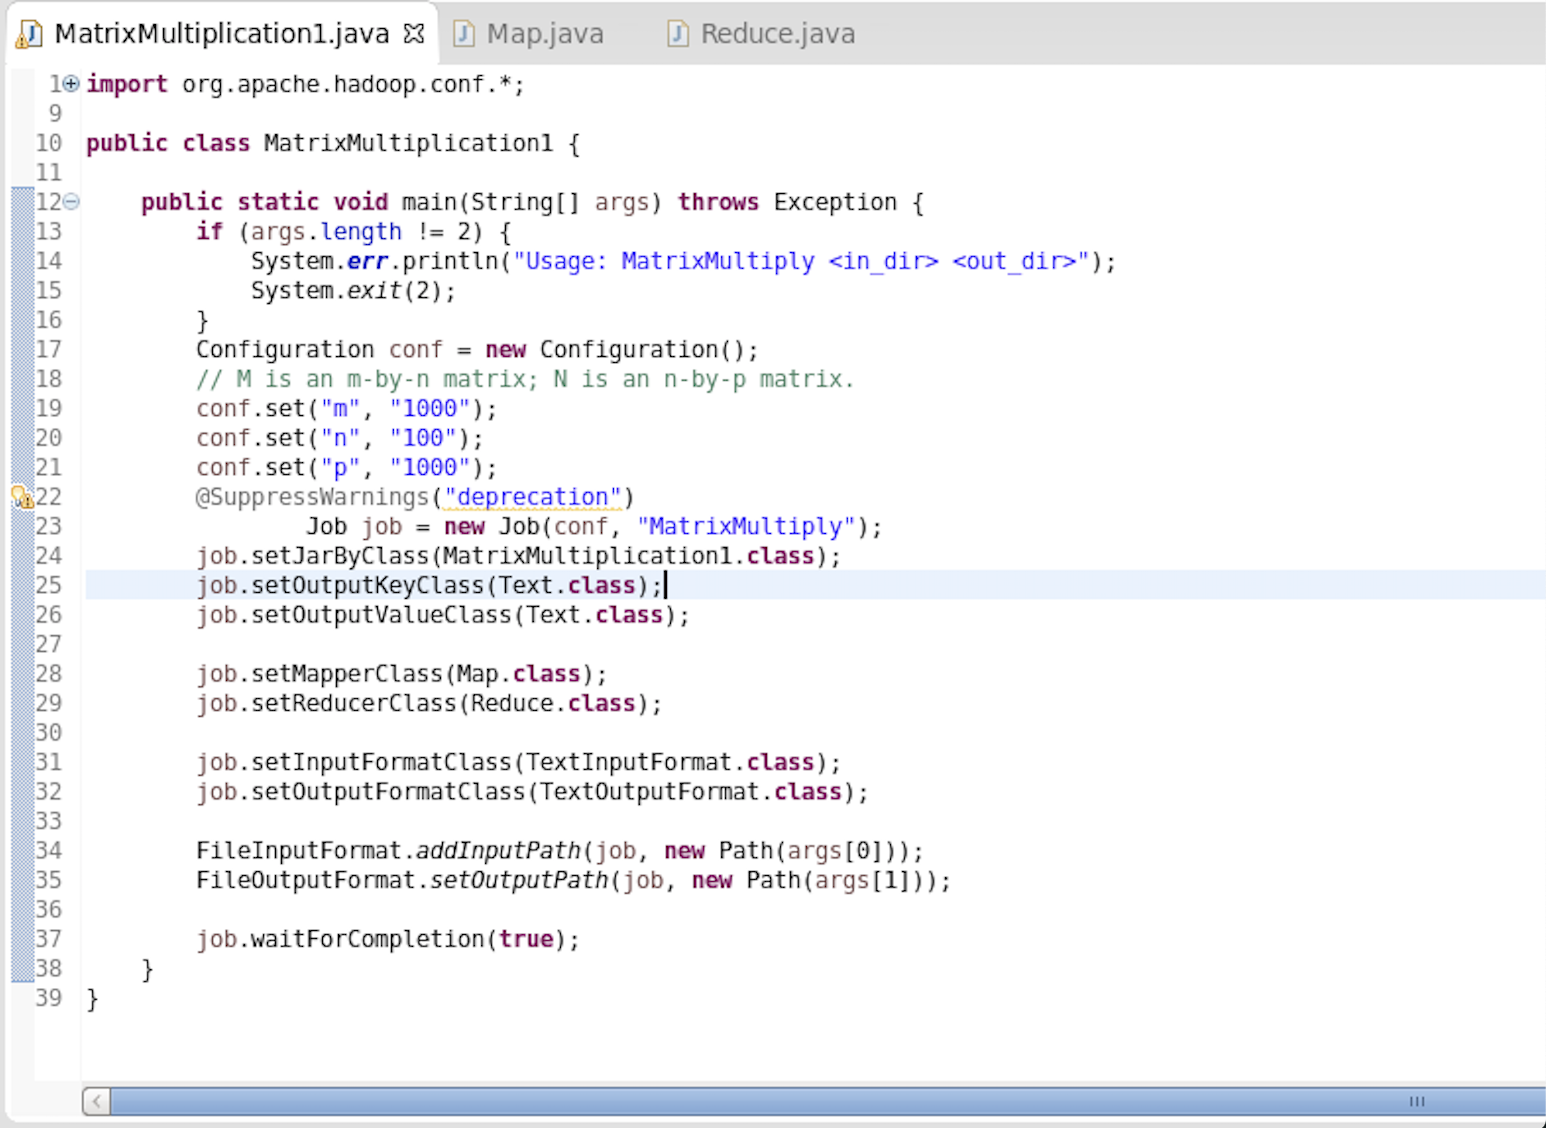 MatrixMultiplication1.java Map.java Reduce.java
1 import org.apache.hadoop.conf.*;
9
10 public class MatrixMultiplication1 {
11
12     public static void main(String[] args) throws Exception {
13         if (args.length != 2) {
14             System.err.println("Usage: MatrixMultiply <in_dir> <out_dir>");
15             System.exit(2);
16         }
17         Configuration conf = new Configuration();
18         // M is an m-by-n matrix; N is an n-by-p matrix.
19         conf.set("m", "1000");
20         conf.set("n", "100");
21         conf.set("p", "1000");
22         @SuppressWarnings("deprecation")
23                 Job job = new Job(conf, "MatrixMultiply");
24         job.setJarByClass(MatrixMultiplication1.class);
25         job.setOutputKeyClass(Text.class);
26         job.setOutputValueClass(Text.class);
27
28         job.setMapperClass(Map.class);
29         job.setReducerClass(Reduce.class);
30
31         job.setInputFormatClass(TextInputFormat.class);
32         job.setOutputFormatClass(TextOutputFormat.class);
33
34         FileInputFormat.addInputPath(job, new Path(args[0]));
35         FileOutputFormat.setOutputPath(job, new Path(args[1]));
36
37         job.waitForCompletion(true);
38     }
39 }